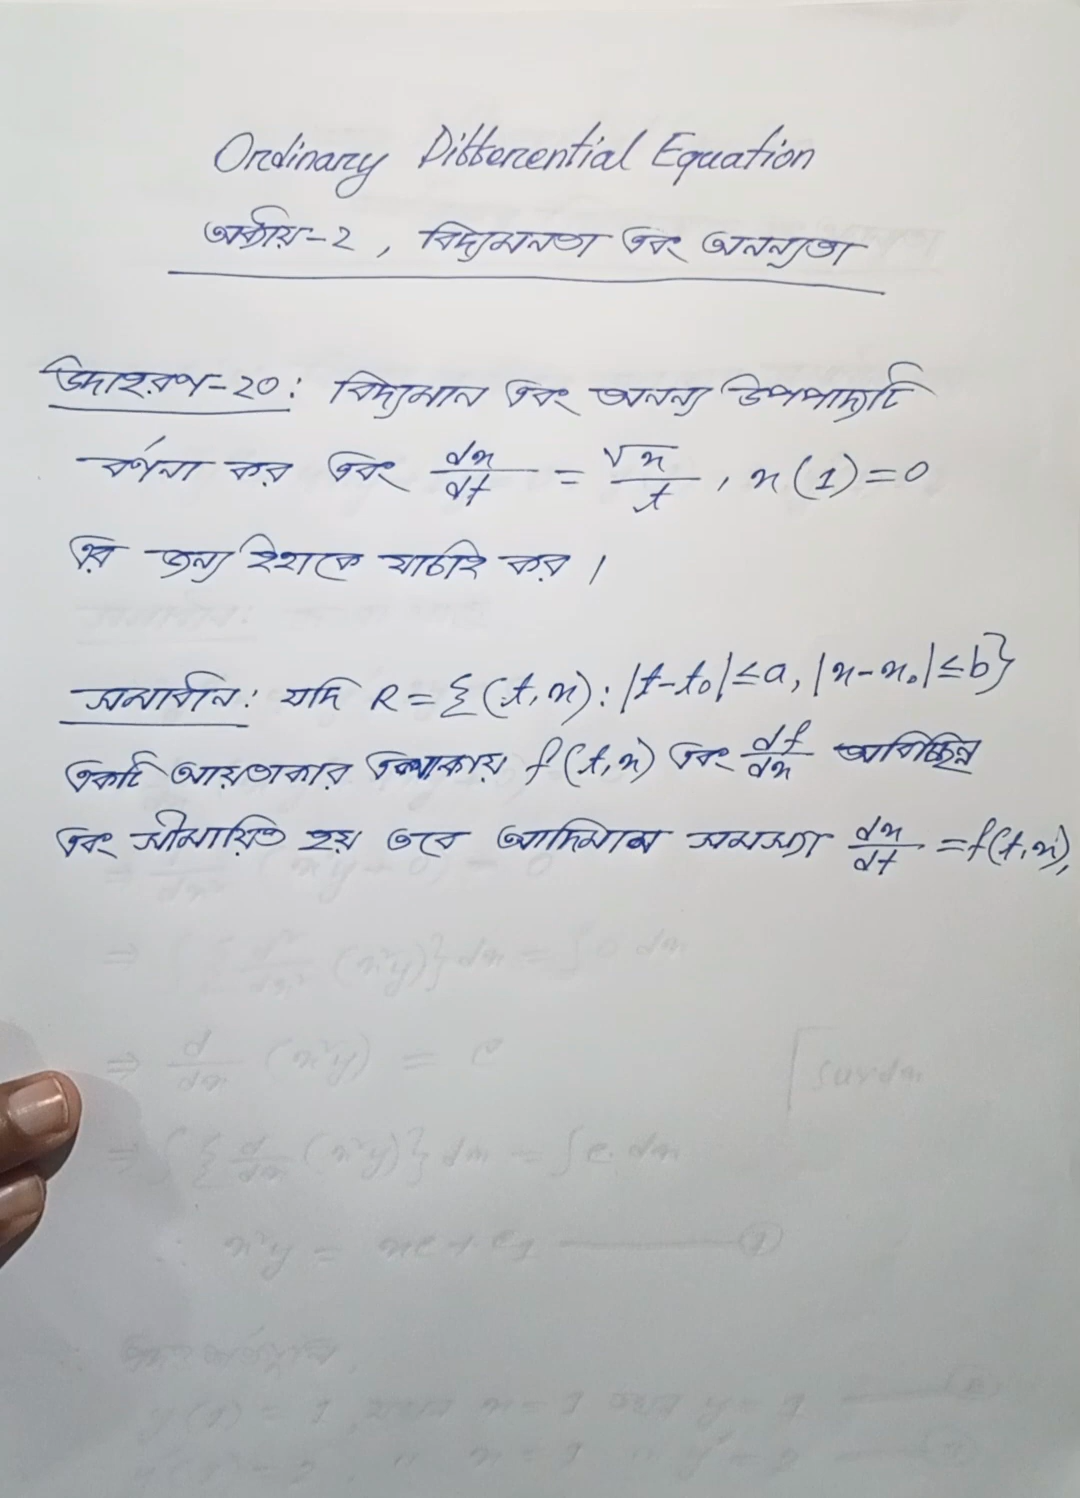 Ordinary Differential Equation
অধ্যায়-২, বিদ্যমানতা এবং অনন্যতা
উদাহরণ-২০: বিদ্যমান এবং অনন্য উপপাদ্যটি
বর্ণনা কর এবং dx/dt = √x/t, x(1)=0
এর জন্য ইহাকে যাচাই কর।
সমাধান: যদি R = {(t,x): |t-t₀|≤a, |x-x₀|≤b}
একটি আয়তাকার এলাকায় f(t,x) এবং df/dx অবিচ্ছিন্ন
এবং সীমায়িত হয় তবে আদিমান সমস্যা dx/dt = f(t,x),